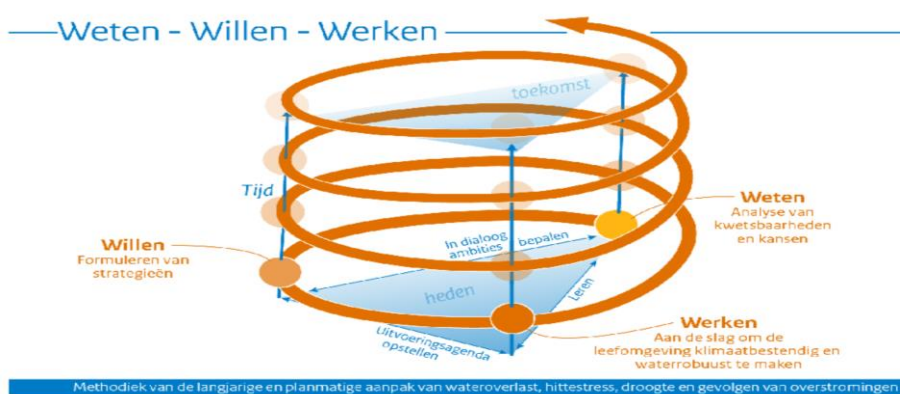 Weten - Willen - Werken
toekomst
Tijd
Weten
Analyse van
kwetsbaarheden
en kansen
Willen
Formuleren van
strategieën
In dialoog bepalen
ambities
heden
Leren
Uitvoeringsagenda
opstellen
Werken
Aan de slag om de
leefomgeving klimaatbestendig en
waterrobuust te maken
Methodiek van de langjarige en planmatige aanpak van wateroverlast, hittestress, droogte en gevolgen van overstromingen